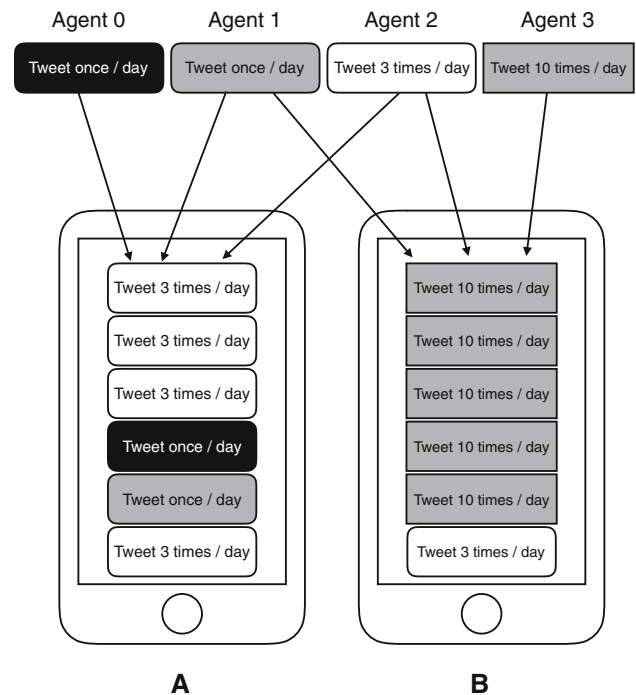 Agent 0 Agent 1 Agent 2 Agent 3
Tweet once / day Tweet once / day Tweet 3 times / day Tweet 10 times / day
Tweet 3 times / day
Tweet 3 times / day
Tweet 3 times / day
Tweet once / day
Tweet once / day
Tweet 3 times / day
A
Tweet 10 times / day
Tweet 10 times / day
Tweet 10 times / day
Tweet 10 times / day
Tweet 10 times / day
Tweet 3 times / day
B